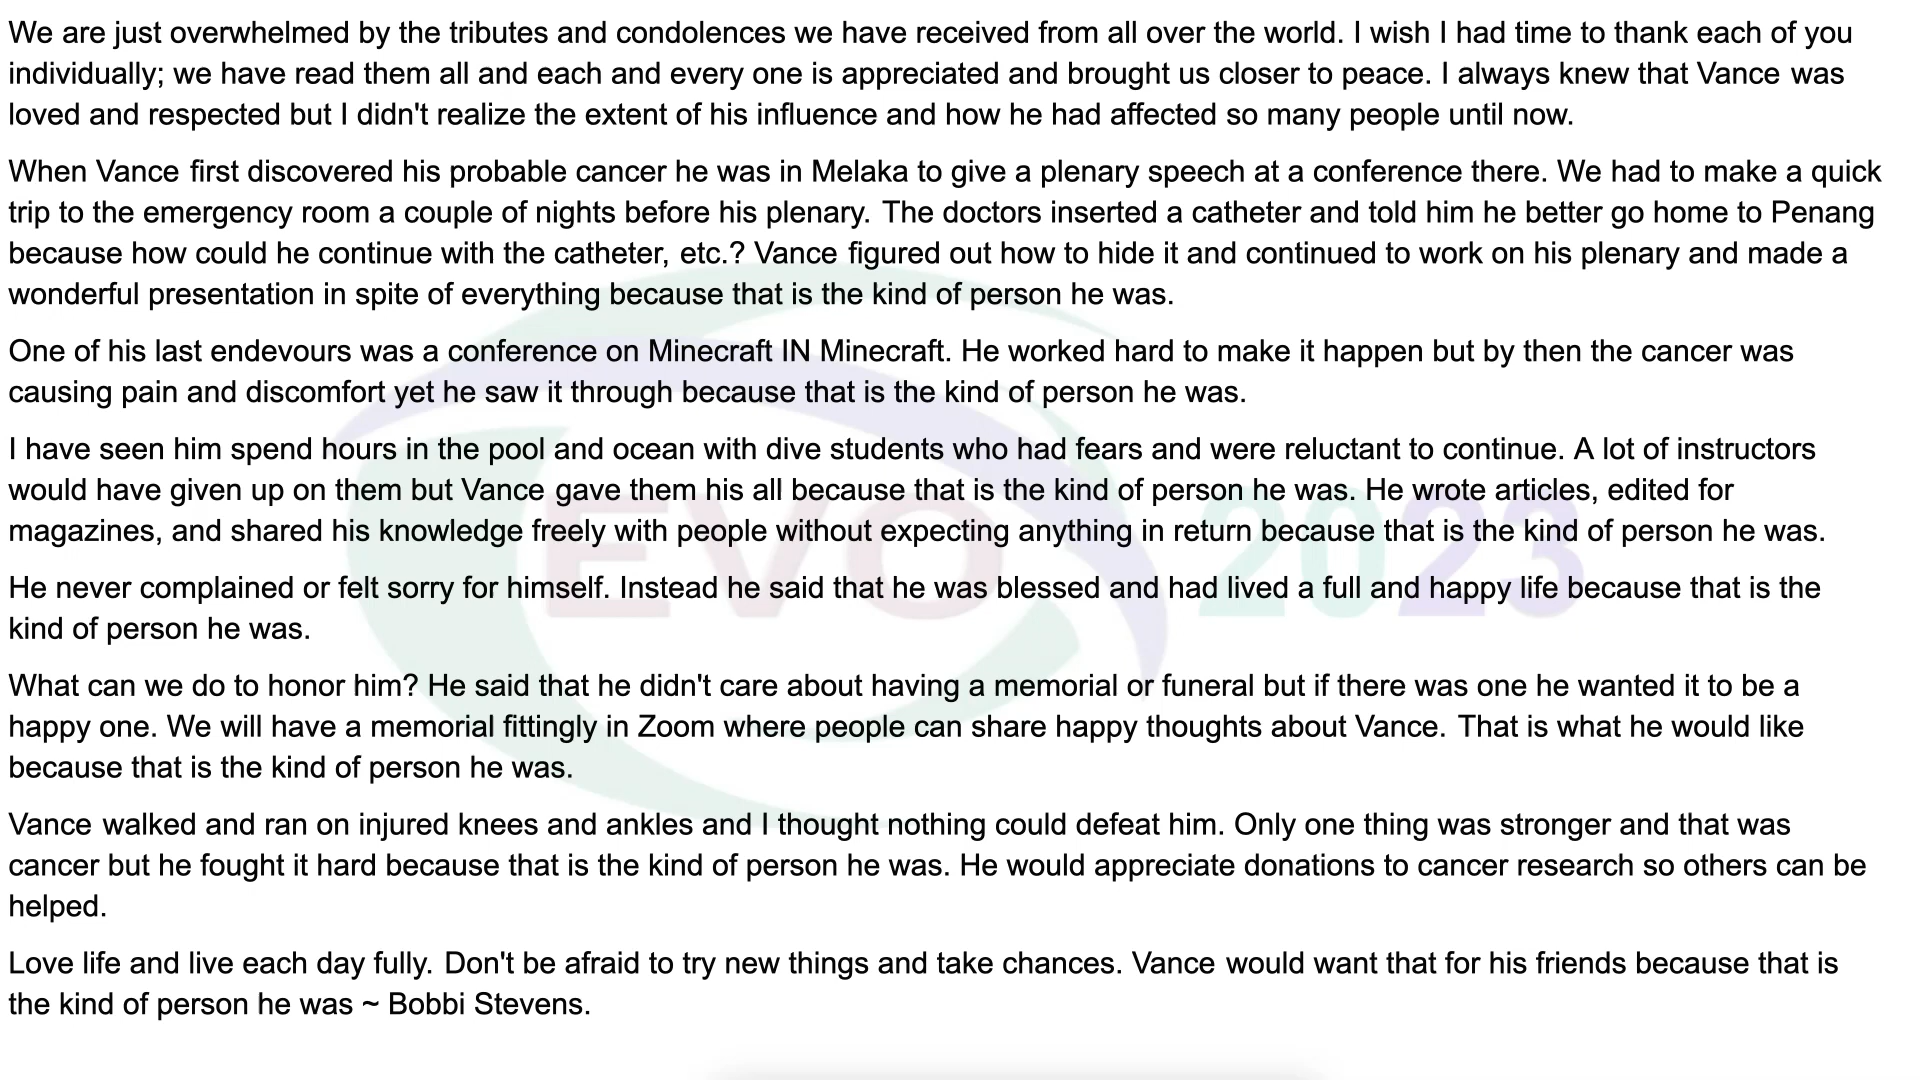 We are just overwhelmed by the tributes and condolences we have received from all over the world. I wish I had time to thank each of you
individually; we have read them all and each and every one is appreciated and brought us closer to peace. I always knew that Vance was
loved and respected but I didn't realize the extent of his influence and how he had affected so many people until now.
When Vance first discovered his probable cancer he was in Melaka to give a plenary speech at a conference there. We had to make a quick
trip to the emergency room a couple of nights before his plenary. The doctors inserted a catheter and told him he better go home to Penang
because how could he continue with the catheter, etc.? Vance figured out how to hide it and continued to work on his plenary and made a
wonderful presentation in spite of everything because that is the kind of person he was.
One of his last endevours was a conference on Minecraft IN Minecraft. He worked hard to make it happen but by then the cancer was
causing pain and discomfort yet he saw it through because that is the kind of person he was.
I have seen him spend hours in the pool and ocean with dive students who had fears and were reluctant to continue. A lot of instructors
would have given up on them but Vance gave them his all because that is the kind of person he was. He wrote articles, edited for
magazines, and shared his knowledge freely with people without expecting anything in return because that is the kind of person he was.
EVO 2023
He never complained or felt sorry for himself. Instead he said that he was blessed and had lived a full and happy life because that is the
kind of person he was.
What can we do to honor him? He said that he didn't care about having a memorial or funeral but if there was one he wanted it to be a
happy one. We will have a memorial fittingly in Zoom where people can share happy thoughts about Vance. That is what he would like
because that is the kind of person he was.
Vance walked and ran on injured knees and ankles and I thought nothing could defeat him. Only one thing was stronger and that was
cancer but he fought it hard because that is the kind of person he was. He would appreciate donations to cancer research so others can be
helped.
Love life and live each day fully. Don't be afraid to try new things and take chances. Vance would want that for his friends because that is
the kind of person he was ~ Bobbi Stevens.